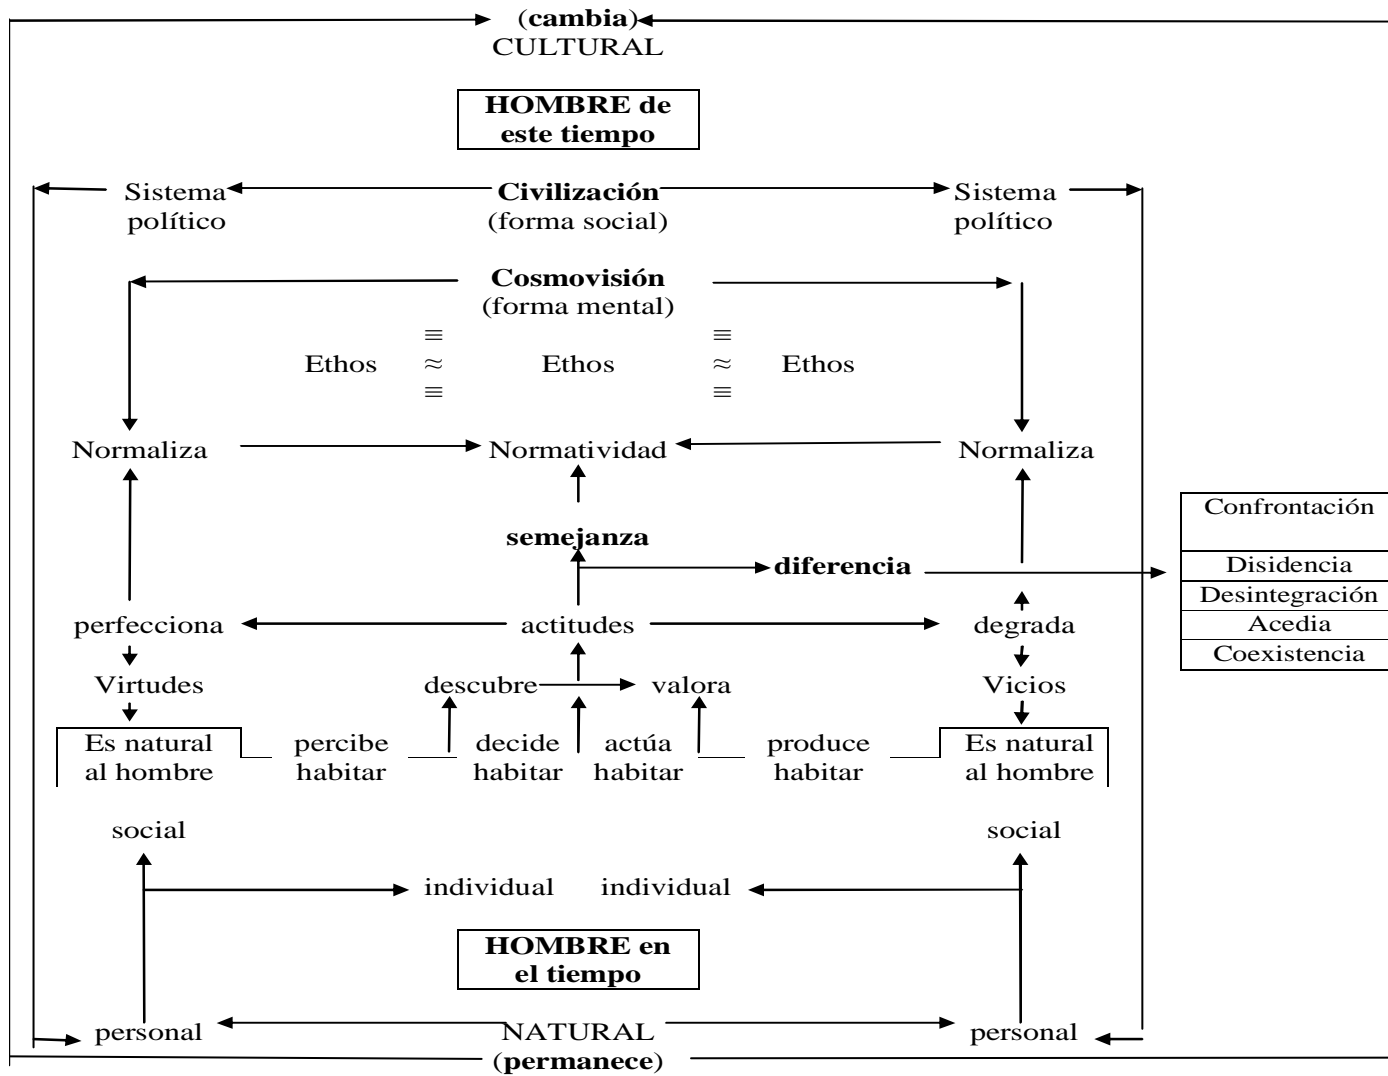 (cambia)
CULTURAL
HOMBRE de
este tiempo
Sistema
político
Civilización
(forma social)
Sistema
político
Cosmovisión
(forma mental)
≡ ≡
Ethos ≈ Ethos ≈ Ethos
≡ ≡
Normaliza Normatividad Normaliza
semejanza
diferencia
Confrontación
Disidencia
Desintegración
Acedia
Coexistencia
perfecciona actitudes degrada
Virtudes descubre valora Vicios
Es natural
al hombre
percibe
habitar
decide
habitar
actúa
habitar
produce
habitar
Es natural
al hombre
social social
individual individual
HOMBRE en
el tiempo
personal NATURAL personal
(permanece)